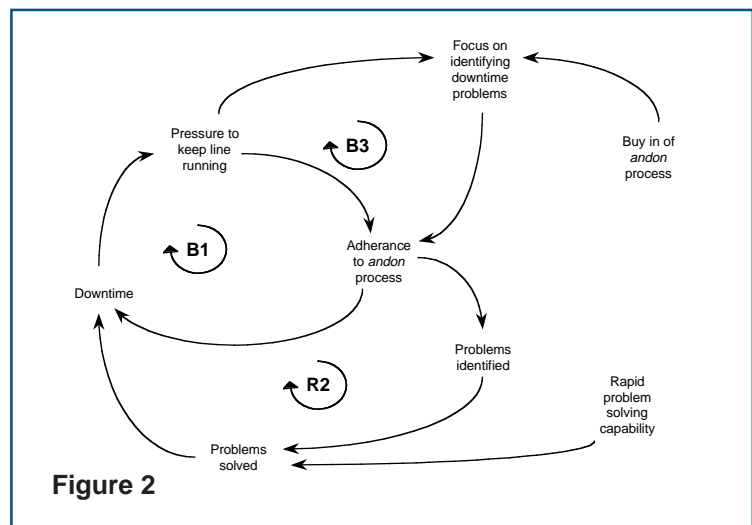 Focus on
identifying
downtime
problems
Pressure to
keep line
running
B3
Buy in of
andon
process
B1
Adherance
to andon
process
Downtime
Problems
identified
R2
Rapid
problem
solving
capability
Problems
solved
Figure 2